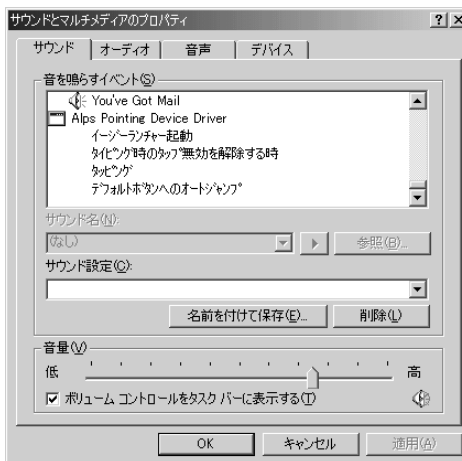 サウンドとマルチメディアのプロパティ
サウンド オーディオ 音声 デバイス
音を鳴らすイベント(S)
You've Got Mail
Alps Pointing Device Driver
イージーランチャー起動
タイピング時のタップ無効を解除する時
タッピング
デフォルトボタンへのオートジャンプ
サウンド名(N):
(なし) 参照(B)...
サウンド設定(C):
名前を付けて保存(E)... 削除(L)
音量(V)
低 高
ボリューム コントロールをタスク バーに表示する(T)
OK キャンセル 適用(A)